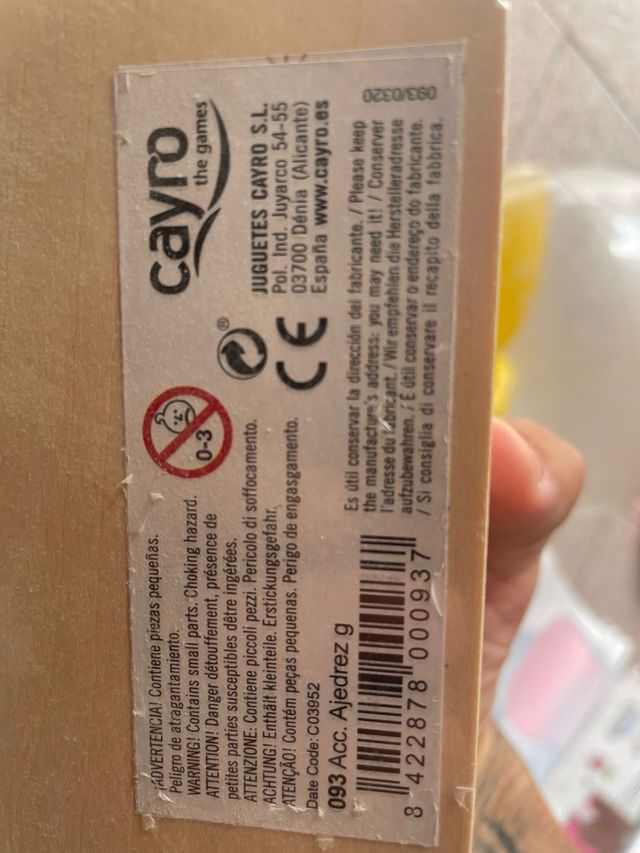 ¡ADVERTENCIA! Contiene piezas pequeñas.
Peligro de atragantamiento.
WARNING! Contains small parts. Choking hazard.
ATTENTION! Danger détouffement, présence de
petites parties susceptibles dêtre ingérées.
ATTENZIONE: Contiene piccoli pezzi. Pericolo di soffocamento.
ACHTUNG! Enthält kleinteile. Erstickungsgefahr.
ATENÇÃO! Contém peças pequenas. Perigo de engasgamento.
Date Code: C03952
093 Acc. Ajedrez g
8 422878 000937
0-3
cayro
the games
®
CE
JUGUETES CAYRO S.L.
Pol. Ind. Juyarco 54-55
03700 Dénia (Alicante)
España www.cayro.es
Es útil conservar la dirección del fabricante. / Please keep
the manufacture's address: you may need it! / Conserver
l'adresse du fabricant. / Wir empfehlen die Herstelleradresse
aufzubewahren. / É útil conservar o endereço do fabricante.
/ Si consiglia di conservare il recapito della fabbrica.
093/0320